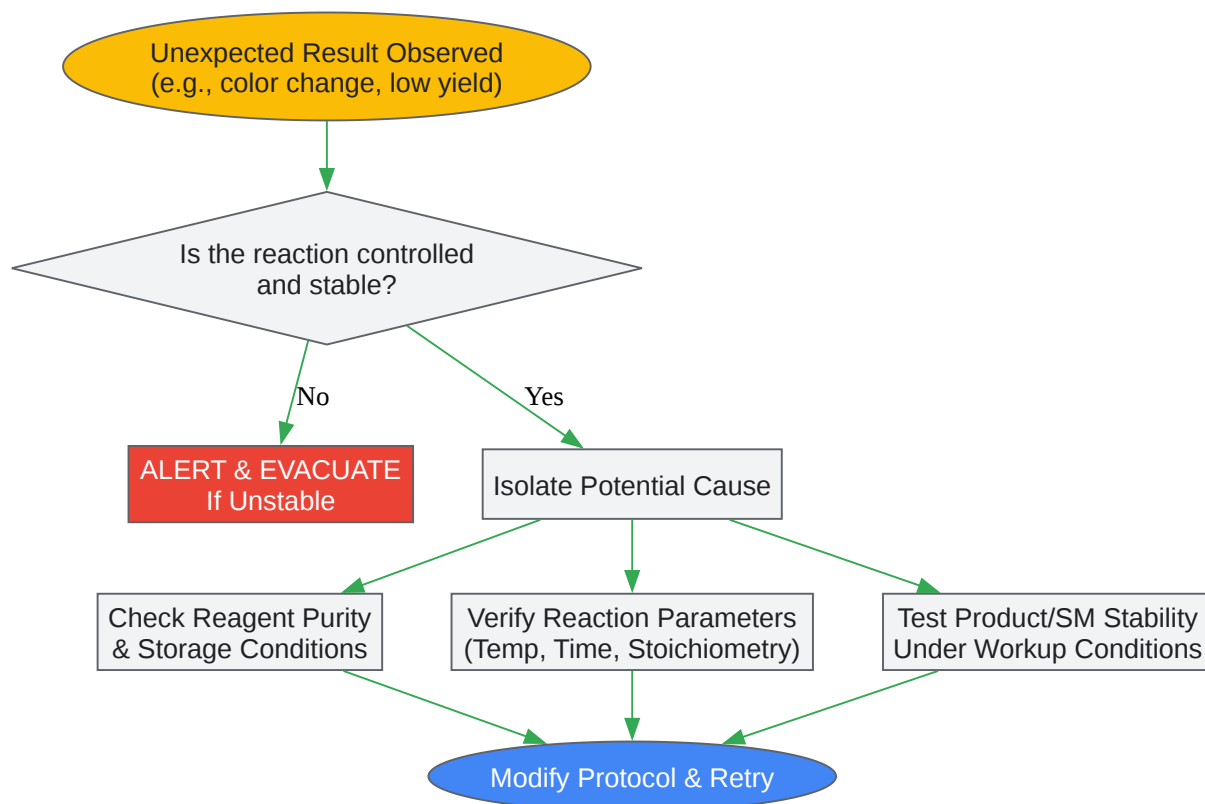 Unexpected Result Observed
(e.g., color change, low yield)
Is the reaction controlled
and stable?
No
Yes
ALERT & EVACUATE
If Unstable
Isolate Potential Cause
Check Reagent Purity
& Storage Conditions
Verify Reaction Parameters
(Temp, Time, Stoichiometry)
Test Product/SM Stability
Under Workup Conditions
Modify Protocol & Retry